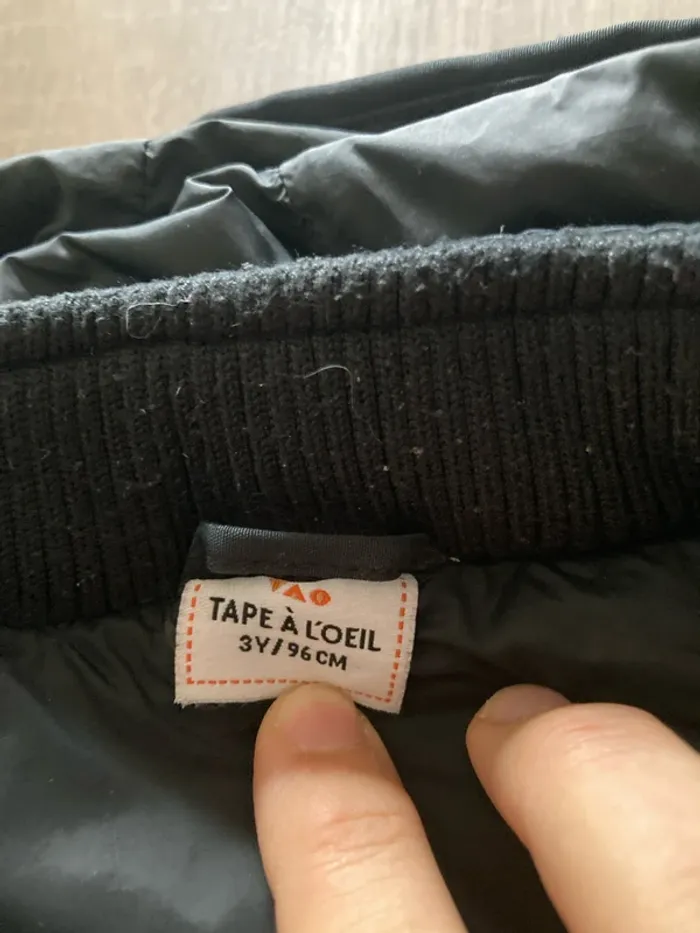 TAO
TAPE À L'OEIL
3Y/96CM